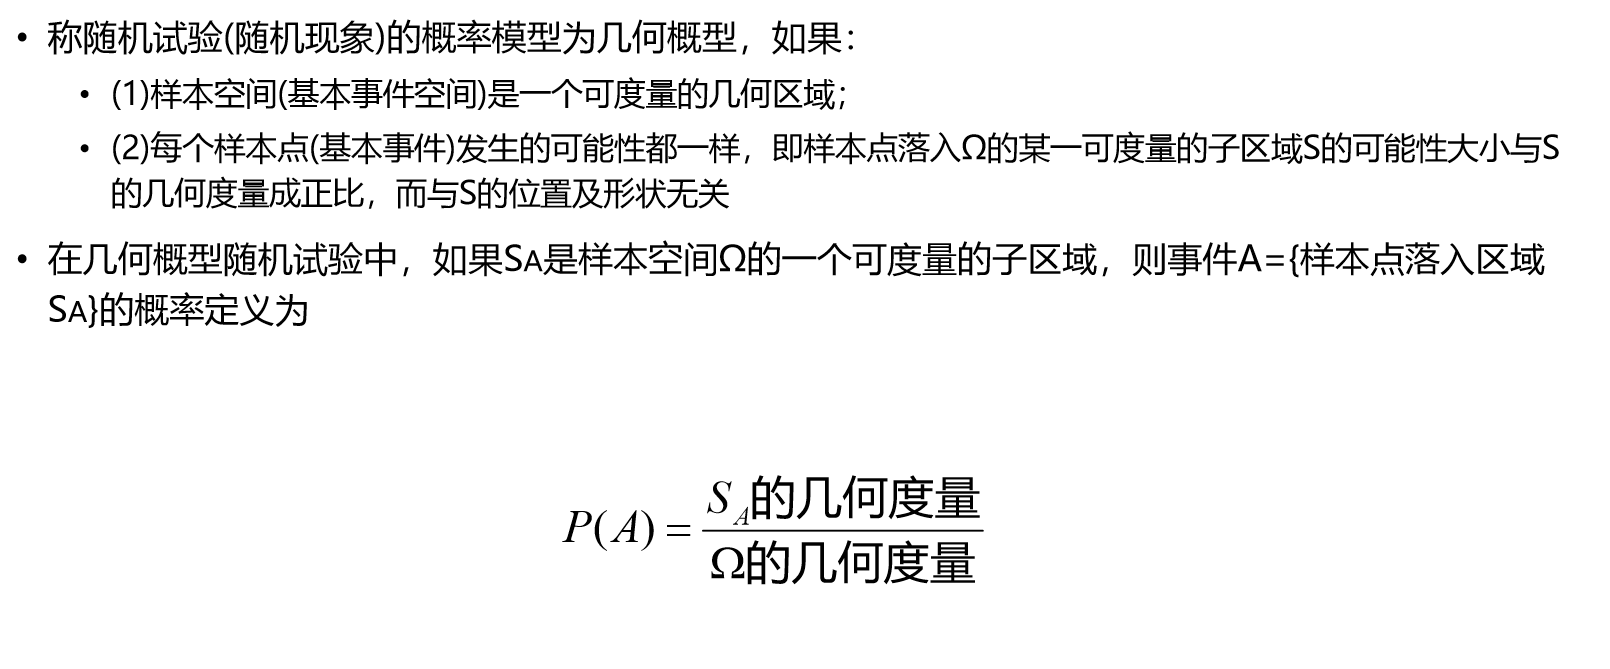 • 称随机试验(随机现象)的概率模型为几何概型，如果：
• (1)样本空间(基本事件空间)是一个可度量的几何区域；
• (2)每个样本点(基本事件)发生的可能性都一样，即样本点落入Ω的某一可度量的子区域S的可能性大小与S
的几何度量成正比，而与S的位置及形状无关
• 在几何概型随机试验中，如果SA是样本空间Ω的一个可度量的子区域，则事件A={样本点落入区域
SA}的概率定义为
P(A) = S_A的几何度量 / Ω的几何度量